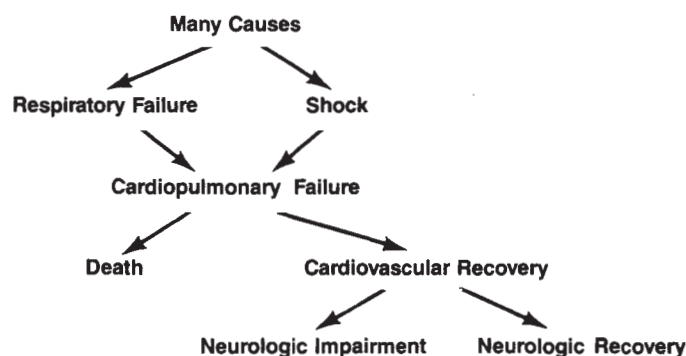 Many Causes
Respiratory Failure Shock
Cardiopulmonary Failure
Death Cardiovascular Recovery
Neurologic Impairment Neurologic Recovery